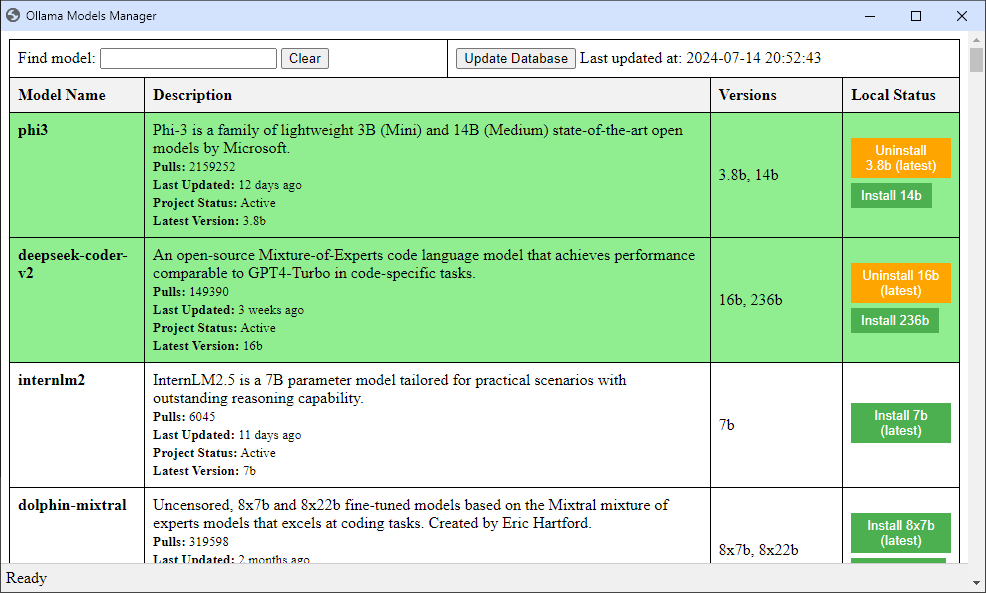 Ollama Models Manager
Find model: Clear Update Database Last updated at: 2024-07-14 20:52:43
Model Name Description Versions Local Status
phi3
Phi-3 is a family of lightweight 3B (Mini) and 14B (Medium) state-of-the-art open
models by Microsoft.
Pulls: 2159252
Last Updated: 12 days ago
Project Status: Active
Latest Version: 3.8b
3.8b, 14b
Uninstall
3.8b (latest)
Install 14b
deepseek-coder-
v2
An open-source Mixture-of-Experts code language model that achieves performance
comparable to GPT4-Turbo in code-specific tasks.
Pulls: 149390
Last Updated: 3 weeks ago
Project Status: Active
Latest Version: 16b
16b, 236b
Uninstall 16b
(latest)
Install 236b
internlm2
InternLM2.5 is a 7B parameter model tailored for practical scenarios with
outstanding reasoning capability.
Pulls: 6045
Last Updated: 11 days ago
Project Status: Active
Latest Version: 7b
7b
Install 7b
(latest)
dolphin-mixtral
Uncensored, 8x7b and 8x22b fine-tuned models based on the Mixtral mixture of
experts models that excels at coding tasks. Created by Eric Hartford.
Pulls: 319598
Last Updated: 2 months ago
8x7b, 8x22b
Install 8x7b
(latest)
Ready